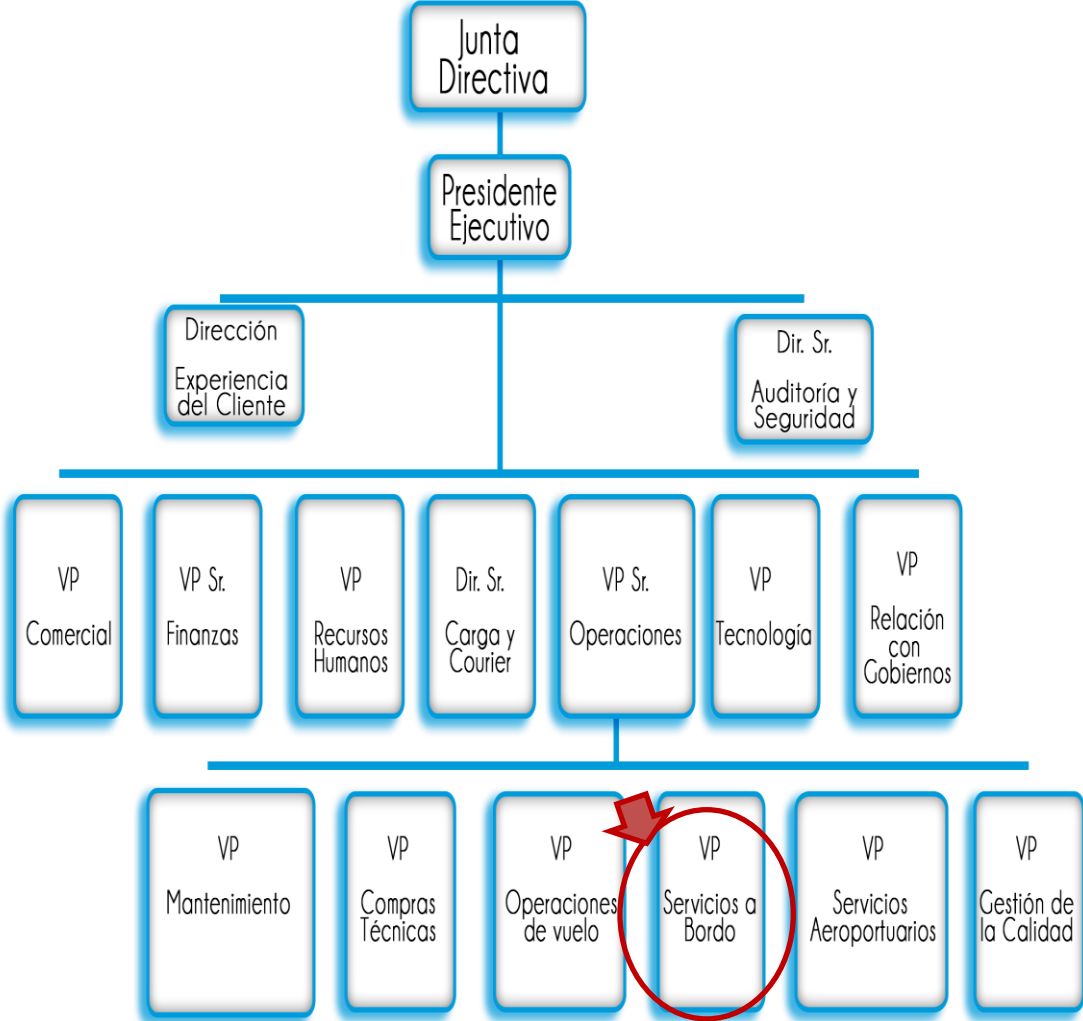 Junta
Directiva
Presidente
Ejecutivo
Dirección
Experiencia
del Cliente
Dir. Sr.
Auditoría y
Seguridad
VP
Comercial
VP Sr.
Finanzas
VP
Recursos
Humanos
Dir. Sr.
Carga y
Courier
VP Sr.
Operaciones
VP
Tecnología
VP
Relación
con
Gobiernos
VP
Mantenimiento
VP
Compras
Técnicas
VP
Operaciones
de vuelo
VP
Servicios a
Bordo
VP
Servicios
Aeroportuarios
VP
Gestión de
la Calidad